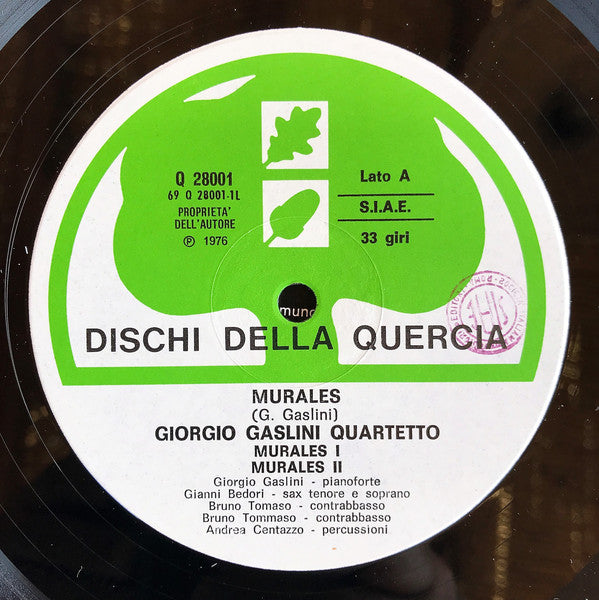 Q 28001
69 Q 28001-1L
PROPRIETA'
DELL'AUTORE
℗ 1976
Lato A
S.I.A.E.
33 giri
DISCHI DELLA QUERCIA
MURALES
(G. Gaslini)
GIORGIO GASLINI QUARTETTO
MURALES I
MURALES II
Giorgio Gaslini - pianoforte
Gianni Bedori - sax tenore e soprano
Bruno Tomaso - contrabbasso
Bruno Tommaso - contrabbasso
Andrea Centazzo - percussioni